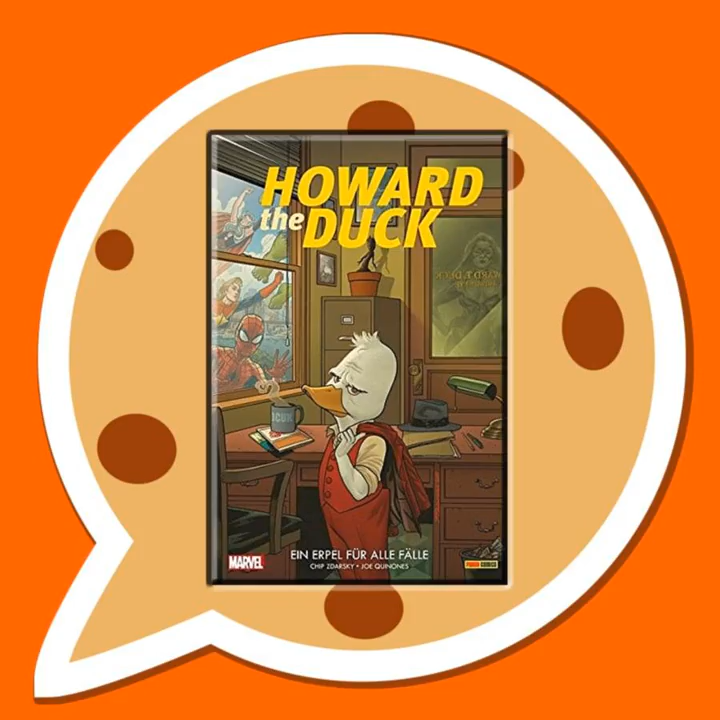 HOWARD
the DUCK
EIN ERPEL FÜR ALLE FÄLLE
CHIP ZDARSKY • JOE QUINONES
MARVEL
PANINI COMICS